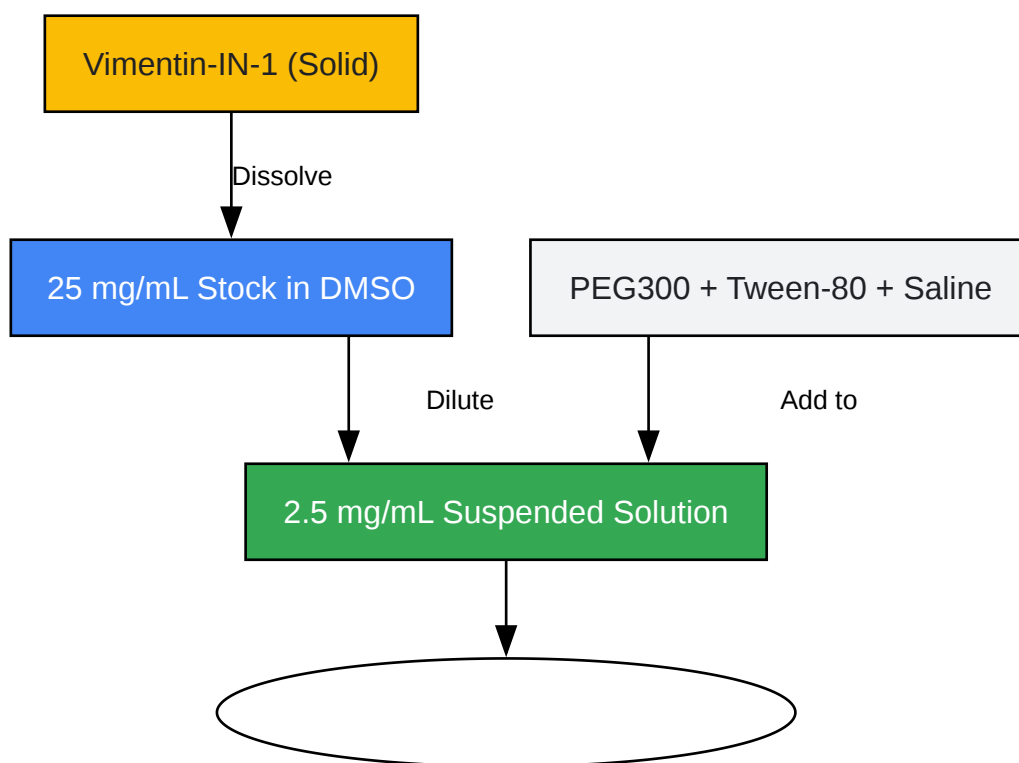 Vimentin-IN-1 (Solid)
Dissolve
25 mg/mL Stock in DMSO
PEG300 + Tween-80 + Saline
Dilute
Add to
2.5 mg/mL Suspended Solution